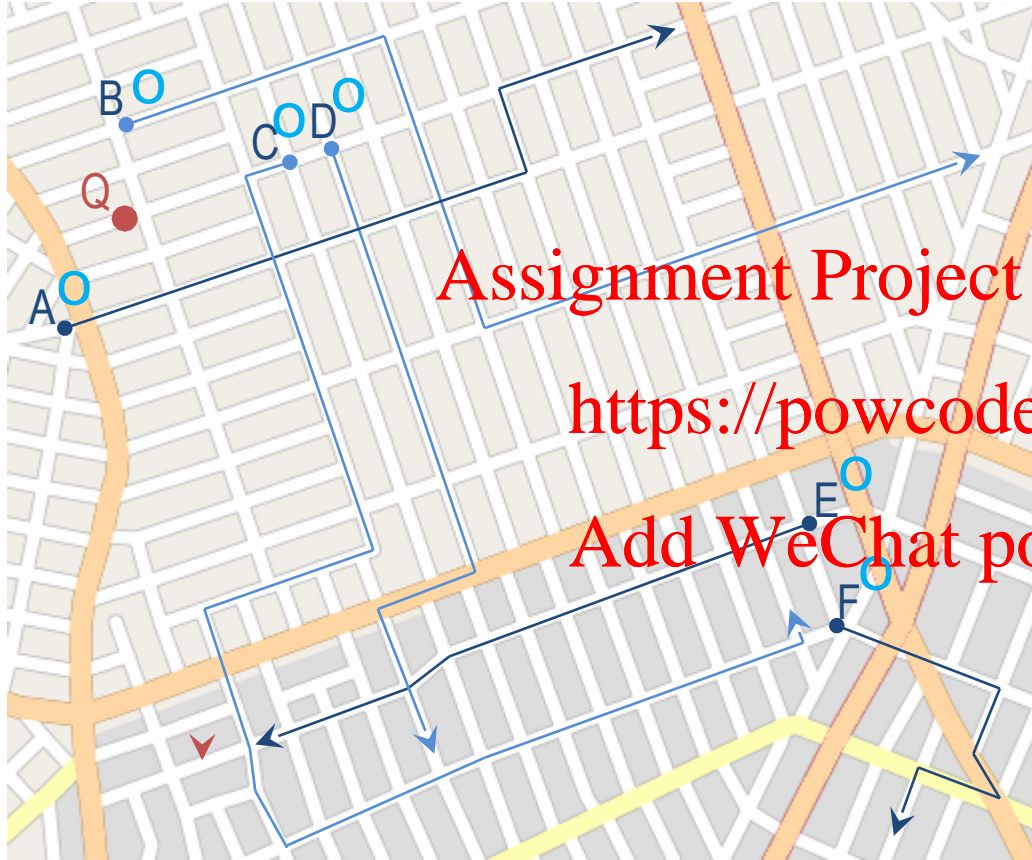 B O
C O D O
Q
A O
Assignment Project
https://powcode
E O
Add WeChat po
F O